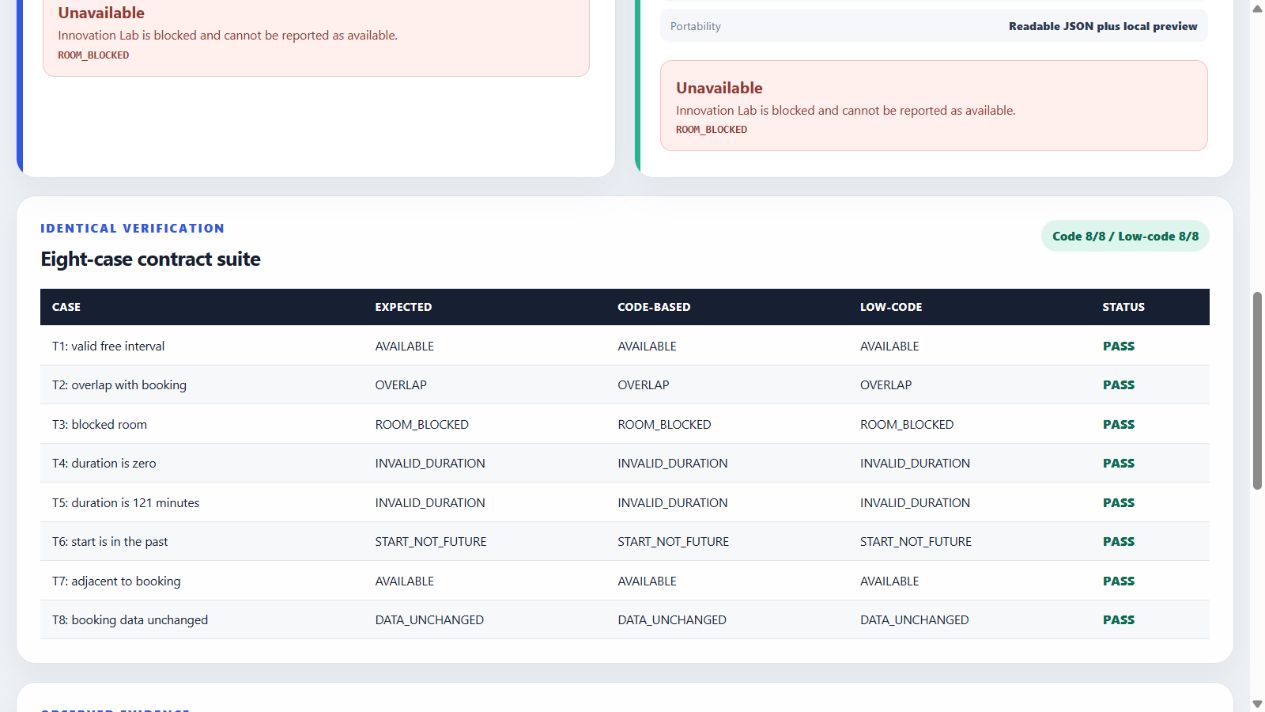 Unavailable
Innovation Lab is blocked and cannot be reported as available.
ROOM_BLOCKED
Portability Readable JSON plus local preview
Unavailable
Innovation Lab is blocked and cannot be reported as available.
ROOM_BLOCKED
IDENTICAL VERIFICATION
Eight-case contract suite
Code 8/8 / Low-code 8/8
CASE EXPECTED CODE-BASED LOW-CODE STATUS
T1: valid free interval AVAILABLE AVAILABLE AVAILABLE PASS
T2: overlap with booking OVERLAP OVERLAP OVERLAP PASS
T3: blocked room ROOM_BLOCKED ROOM_BLOCKED ROOM_BLOCKED PASS
T4: duration is zero INVALID_DURATION INVALID_DURATION INVALID_DURATION PASS
T5: duration is 121 minutes INVALID_DURATION INVALID_DURATION INVALID_DURATION PASS
T6: start is in the past START_NOT_FUTURE START_NOT_FUTURE START_NOT_FUTURE PASS
T7: adjacent to booking AVAILABLE AVAILABLE AVAILABLE PASS
T8: booking data unchanged DATA_UNCHANGED DATA_UNCHANGED DATA_UNCHANGED PASS